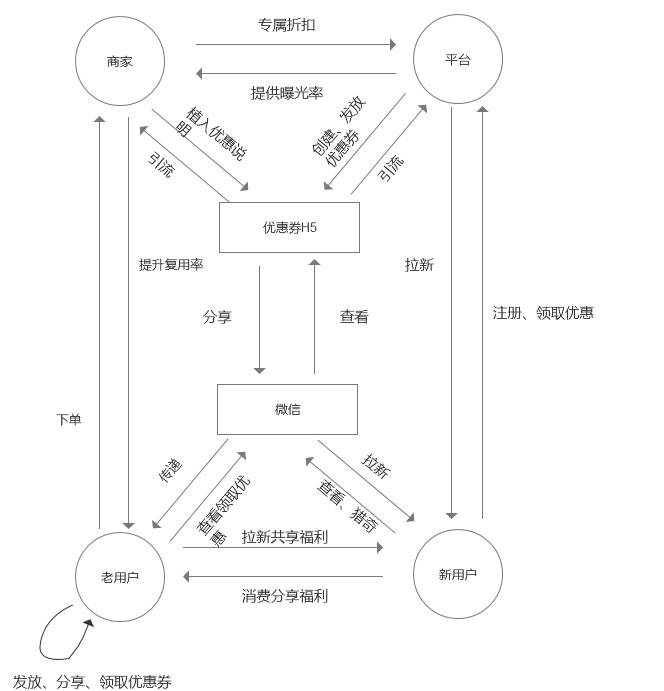 专属折扣
商家
平台
提供曝光率
植入优惠说
明
引流
创建、发放
优惠券
引流
优惠券H5
提升复用率
拉新
分享
查看
注册、领取优惠
微信
下单
传递
查看领取优
惠
拉新
查看、猎奇
拉新共享福利
老用户
新用户
消费分享福利
发放、分享、领取优惠券